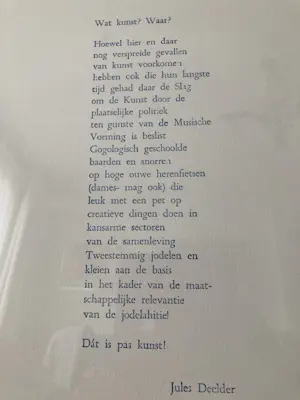 Wat kunst? Waar?
Hoewel hier en daar
nog verspreide gevallen
van kunst voorkomen
hebben ook die hun langste
tijd gehad daar de Slag
om de Kunst door de
plaatselijke politiek
ten gunste van de Musische
Vorming is beslist
Gogologisch geschoolde
baarden en snorren
op hoge ouwe herenfietsen
(dames- mag ook) die
leuk met een pet op
creatieve dingen doen in
kansarme sectoren
van de samenleving
Tweestemmig jodelen en
kleien aan de basis
in het kader van de maat-
schappelijke relevantie
van de jodelahitie!
Dát is pas kunst!
Jules Deelder